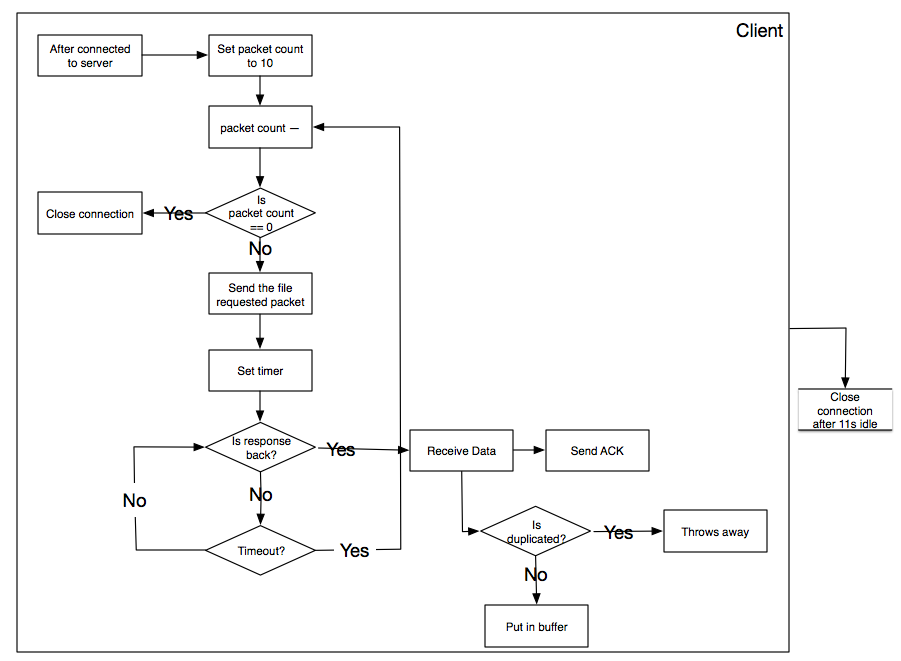 Client
After connected
to server
Set packet count
to 10
packet count —
Is
packet count
== 0
Yes
Close connection
No
Send the file
requested packet
Set timer
Is response
back?
Yes
Receive Data
Send ACK
Close
connection
after 11s idle
No
No
Timeout?
Yes
Is
duplicated?
Yes
Throws away
No
Put in buffer